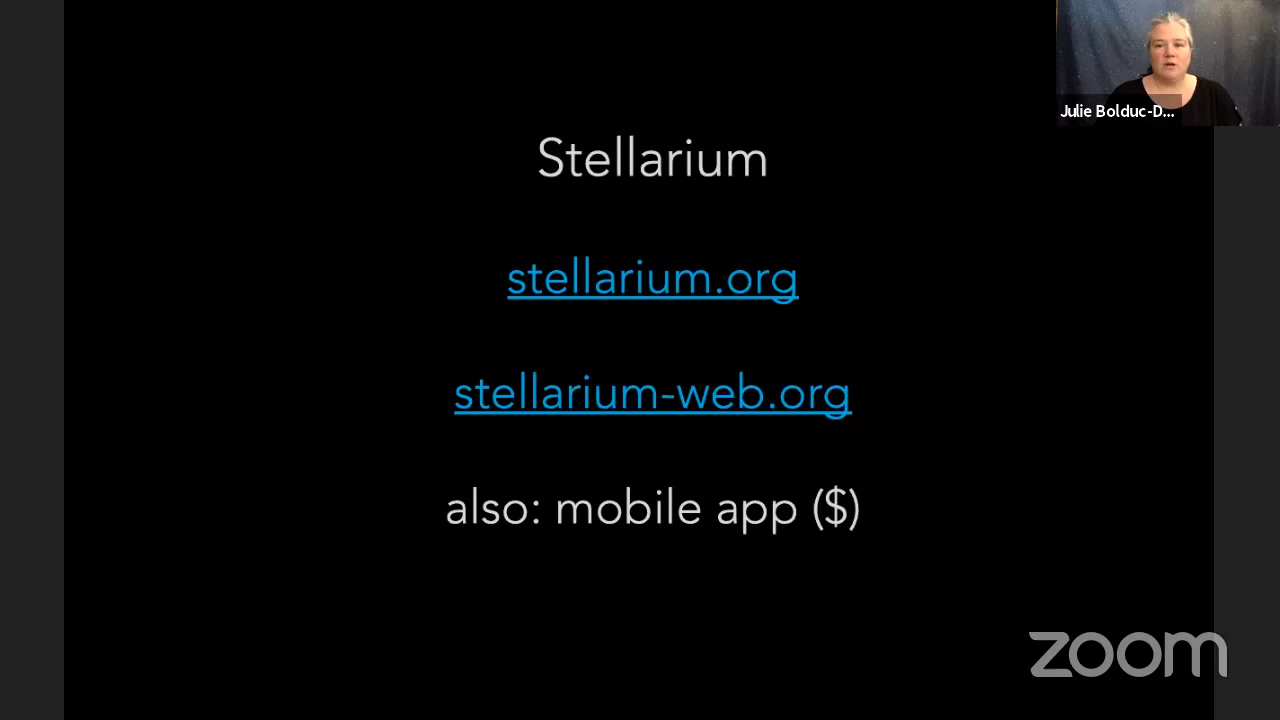 Julie Bolduc-D...
Stellarium
stellarium.org
stellarium-web.org
also: mobile app ($)
zoom